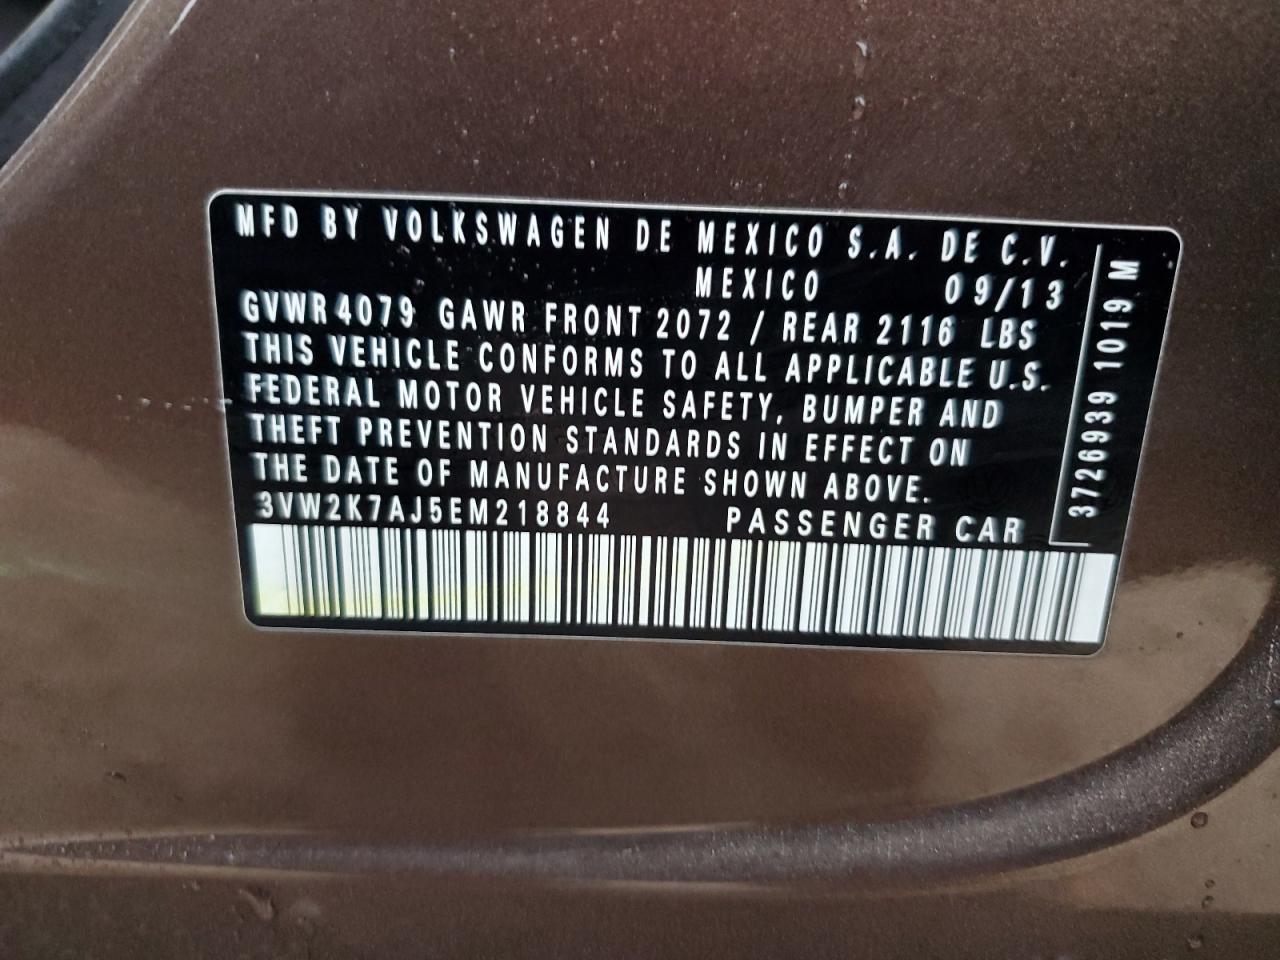 MFD BY VOLKSWAGEN DE MEXICO S.A. DE C.V.
MEXICO 09/13
GVWR 4079 GAWR FRONT 2072 / REAR 2116 LBS
THIS VEHICLE CONFORMS TO ALL APPLICABLE U.S.
FEDERAL MOTOR VEHICLE SAFETY, BUMPER AND
THEFT PREVENTION STANDARDS IN EFFECT ON
THE DATE OF MANUFACTURE SHOWN ABOVE.
3VW2K7AJ5EM218844 PASSENGER CAR
3726939 1019 M